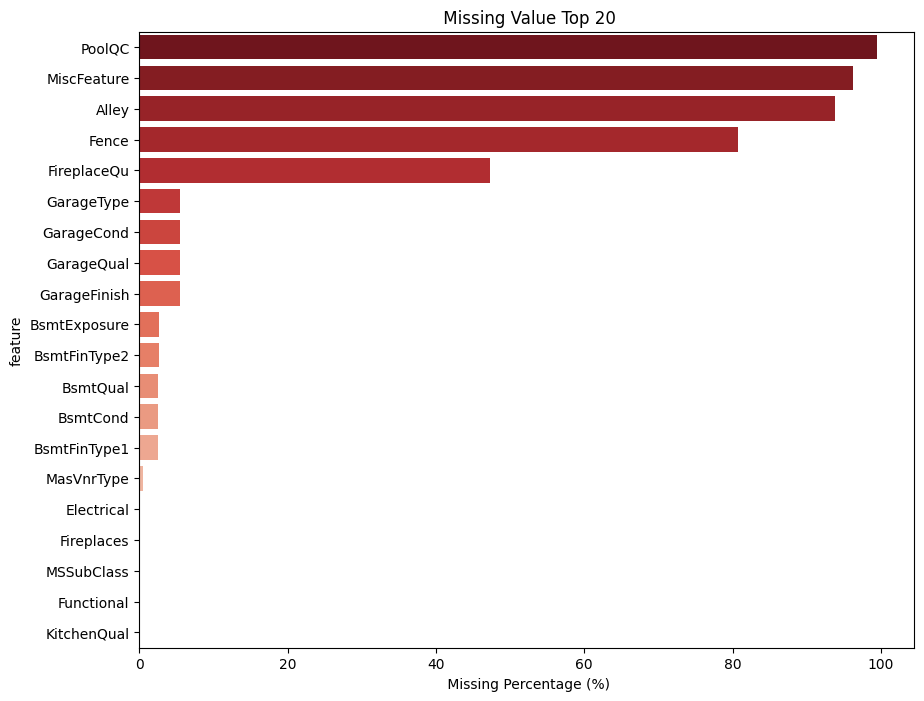 Missing Value Top 20
PoolQC
MiscFeature
Alley
Fence
FireplaceQu
GarageType
GarageCond
GarageQual
GarageFinish
BsmtExposure
BsmtFinType2
BsmtQual
BsmtCond
BsmtFinType1
MasVnrType
Electrical
Fireplaces
MSSubClass
Functional
KitchenQual
feature
0 20 40 60 80 100
Missing Percentage (%)